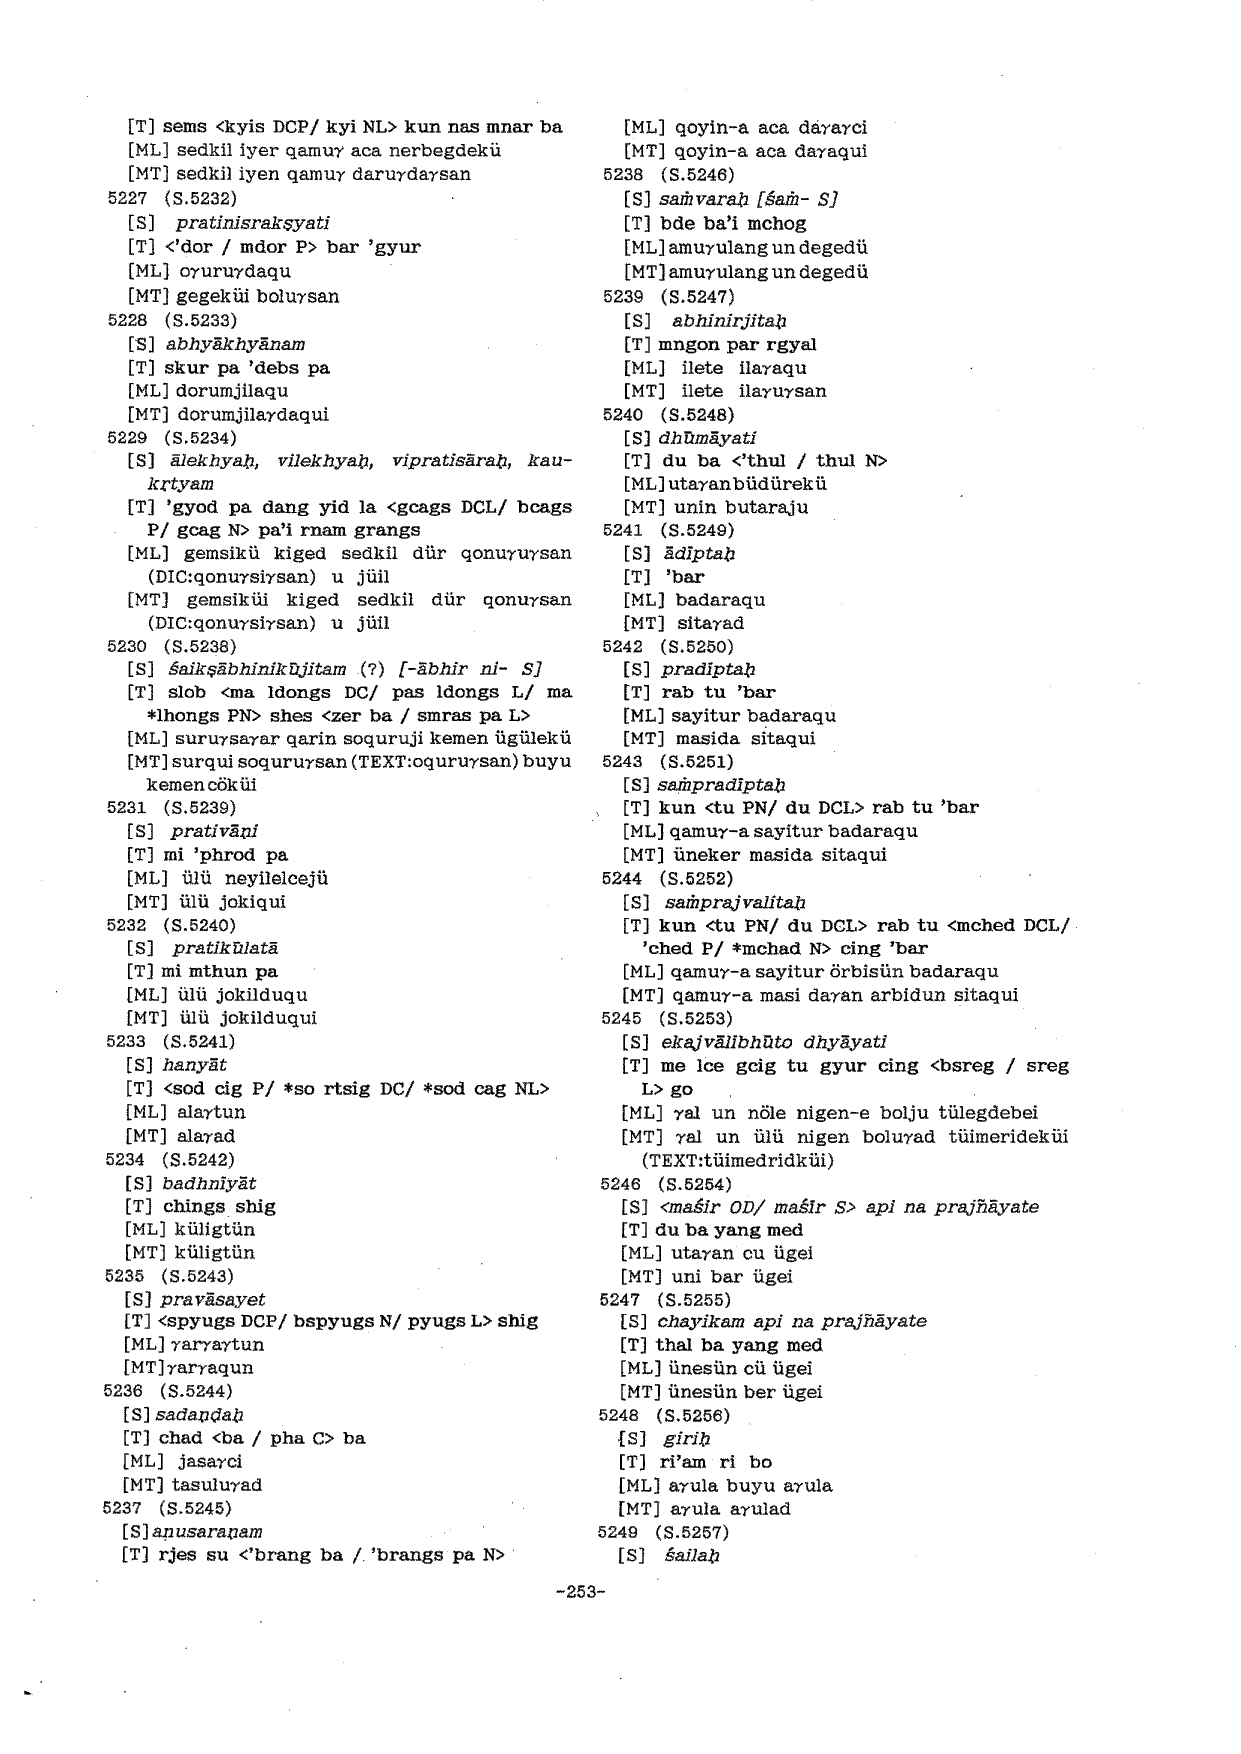 [T] sems <kyis DCP/ kyi NL> kun nas mnar ba
[ML] sedkil iyer qamuγ aca nerbegdekü
[MT] sedkil iyen qamuγ daruγdaγsan
5227 (S.5232)
[S] pratinisrakṣyati
[T] <'dor / mdor P> bar 'gyur
[ML] oγuruγdaqu
[MT] gegeküi boluγsan
5228 (S.5233)
[S] abhyākhyānam
[T] skur pa 'debs pa
[ML] dorumjilaqu
[MT] dorumjilaγdaqui
5229 (S.5234)
[S] ālekhyaḥ, vilekhyaḥ, vipratisāraḥ, kau-
kṛtyam
[T] 'gyod pa dang yid la <gcags DCL/ bcags
P/ gcag N> pa'i rnam grangs
[ML] gemsikü kiged sedkil dür qonuγuγsan
(DIC:qonuγsiγsan) u jüil
[MT] gemsiküi kiged sedkil dür qonuγsan
(DIC:qonuγsiγsan) u jüil
5230 (S.5238)
[S] śaikṣābhinikūjitam (?) [-ābhir ni- S]
[T] slob <ma ldongs DC/ pas ldongs L/ ma
*lhongs PN> shes <zer ba / smras pa L>
[ML] suruγsaγar qarin soquruji kemen ügülekü
[MT] surqui soquruγsan (TEXT:oquruγsan) buyu
kemen cöküi
5231 (S.5239)
[S] prativāṇi
[T] mi 'phrod pa
[ML] ülü neyilelcejü
[MT] ülü jokiqui
5232 (S.5240)
[S] pratikūlatā
[T] mi mthun pa
[ML] ülü jokilduqu
[MT] ülü jokilduqui
5233 (S.5241)
[S] hanyāt
[T] <sod cig P/ *so rtsig DC/ *sod cag NL>
[ML] alaγtun
[MT] alaγad
5234 (S.5242)
[S] badhnīyāt
[T] chings shig
[ML] küligtün
[MT] küligtün
5235 (S.5243)
[S] pravāsayet
[T] <spyugs DCP/ bspyugs N/ pyugs L> shig
[ML] γarγaγtun
[MT] γarγaqun
5236 (S.5244)
[S] sadaṇḍaḥ
[T] chad <ba / pha C> ba
[ML] jasaγci
[MT] tasuluγad
5237 (S.5245)
[S] aṇusaraṇam
[T] rjes su <'brang ba / 'brangs pa N>
[ML] qoyin-a aca daγaγci
[MT] qoyin-a aca daγaqui
5238 (S.5246)
[S] saṁvaraḥ [śaṁ- S]
[T] bde ba'i mchog
[ML] amuγulang un degedü
[MT] amuγulang un degedü
5239 (S.5247)
[S] abhinirjitaḥ
[T] mngon par rgyal
[ML] ilete ilaγaqu
[MT] ilete ilaγuγsan
5240 (S.5248)
[S] dhūmāyati
[T] du ba <'thul / thul N>
[ML] utaγan büdürekü
[MT] unin butaraju
5241 (S.5249)
[S] ādīptaḥ
[T] 'bar
[ML] badaraqu
[MT] sitaγad
5242 (S.5250)
[S] pradīptaḥ
[T] rab tu 'bar
[ML] sayitur badaraqu
[MT] masida sitaqui
5243 (S.5251)
[S] saṁpradīptaḥ
[T] kun <tu PN/ du DCL> rab tu 'bar
[ML] qamuγ-a sayitur badaraqu
[MT] üneker masida sitaqui
5244 (S.5252)
[S] saṁprajvalitaḥ
[T] kun <tu PN/ du DCL> rab tu <mched DCL/
'ched P/ *mchad N> cing 'bar
[ML] qamuγ-a sayitur örbisün badaraqu
[MT] qamuγ-a masi daγan arbidun sitaqui
5245 (S.5253)
[S] ekajvālībhūto dhyāyati
[T] me lce gcig tu gyur cing <bsreg / sreg
L> go
[ML] γal un nöle nigen-e bolju tülegdebei
[MT] γal un ülü nigen boluγad tüimerideküi
(TEXT:tüimedridküi)
5246 (S.5254)
[S] <maśir OD/ maśīr S> api na prajñāyate
[T] du ba yang med
[ML] utaγan cu ügei
[MT] uni bar ügei
5247 (S.5255)
[S] chayikam api na prajñāyate
[T] thal ba yang med
[ML] ünesün cü ügei
[MT] ünesün ber ügei
5248 (S.5256)
[S] giriḥ
[T] ri'am ri bo
[ML] aγula buyu aγula
[MT] aγula aγulad
5249 (S.5257)
[S] śailaḥ
-253-